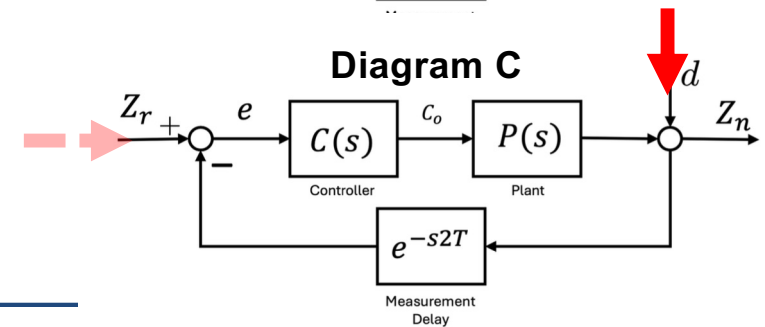 Diagram C
d
Z_r + e C(s) C_o P(s) Z_n
−
Controller Plant
e^{-s2T}
Measurement
Delay